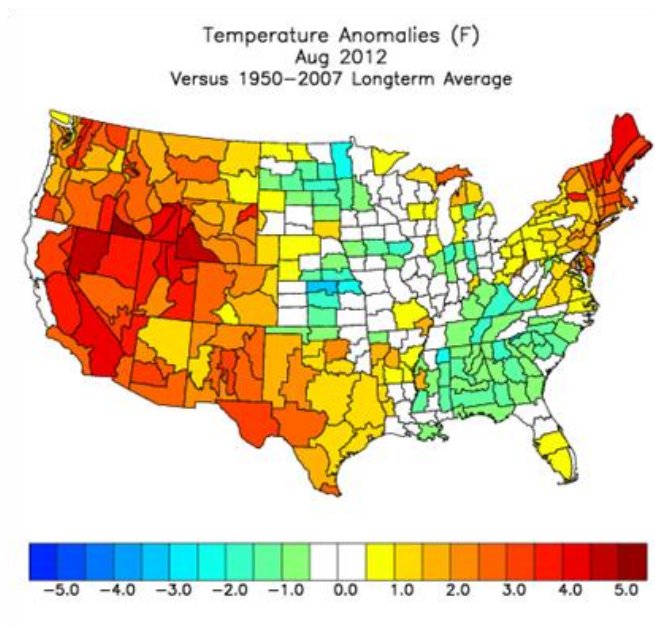 Temperature Anomalies (F)
Aug 2012
Versus 1950-2007 Longterm Average
-5.0 -4.0 -3.0 -2.0 -1.0 0.0 1.0 2.0 3.0 4.0 5.0